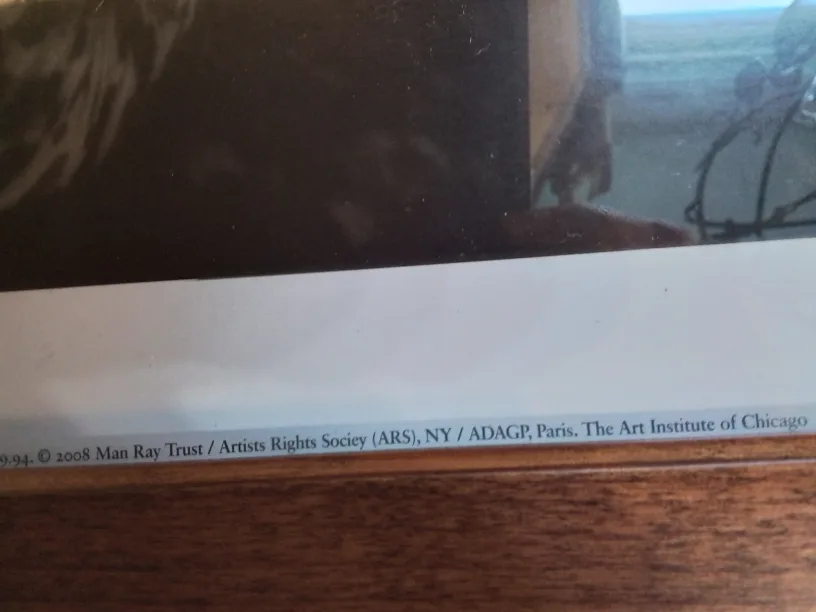 9.94. © 2008 Man Ray Trust / Artists Rights Sociey (ARS), NY / ADAGP, Paris. The Art Institute of Chicago